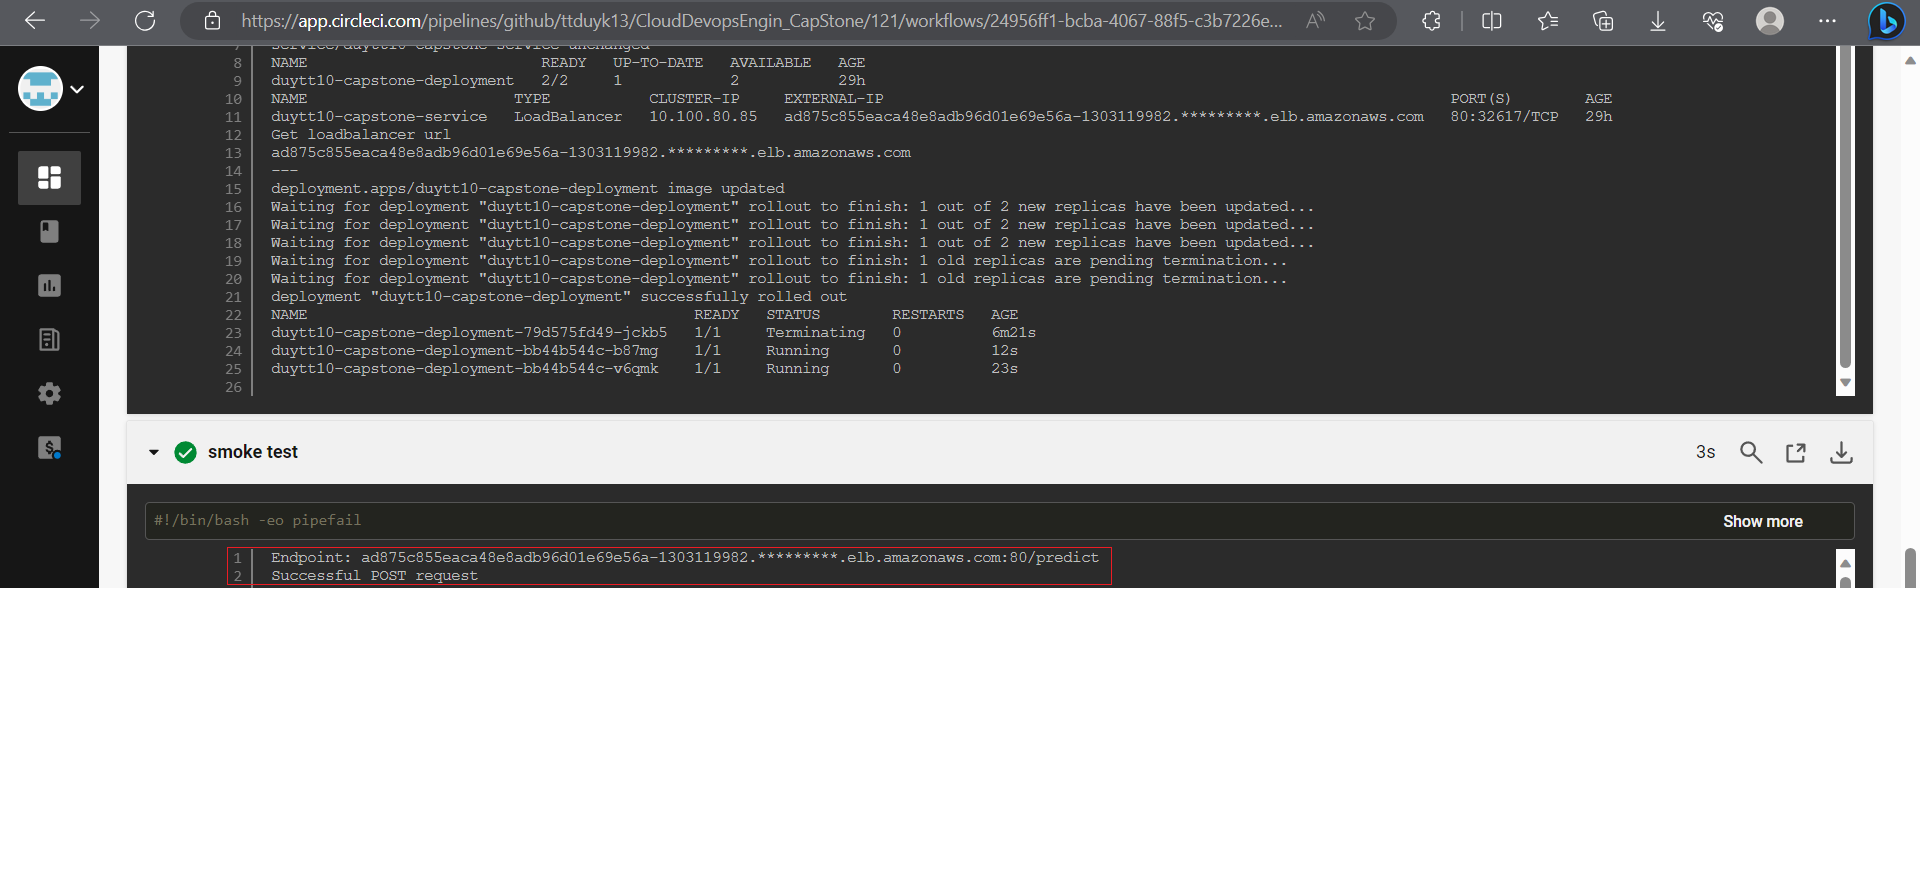 https://app.circleci.com/pipelines/github/ttduyk13/CloudDevopsEngin_CapStone/121/workflows/24956ff1-bcba-4067-88f5-c3b7226e...
7 service/duytt10-capstone-service unchanged
8 NAME READY UP-TO-DATE AVAILABLE AGE
9 duytt10-capstone-deployment 2/2 1 2 29h
10 NAME TYPE CLUSTER-IP EXTERNAL-IP PORT(S) AGE
11 duytt10-capstone-service LoadBalancer 10.100.80.85 ad875c855eaca48e8adb96d01e69e56a-1303119982.*********.elb.amazonaws.com 80:32617/TCP 29h
12 Get loadbalancer url
13 ad875c855eaca48e8adb96d01e69e56a-1303119982.*********.elb.amazonaws.com
14 ---
15 deployment.apps/duytt10-capstone-deployment image updated
16 Waiting for deployment "duytt10-capstone-deployment" rollout to finish: 1 out of 2 new replicas have been updated...
17 Waiting for deployment "duytt10-capstone-deployment" rollout to finish: 1 out of 2 new replicas have been updated...
18 Waiting for deployment "duytt10-capstone-deployment" rollout to finish: 1 out of 2 new replicas have been updated...
19 Waiting for deployment "duytt10-capstone-deployment" rollout to finish: 1 old replicas are pending termination...
20 Waiting for deployment "duytt10-capstone-deployment" rollout to finish: 1 old replicas are pending termination...
21 deployment "duytt10-capstone-deployment" successfully rolled out
22 NAME READY STATUS RESTARTS AGE
23 duytt10-capstone-deployment-79d575fd49-jckb5 1/1 Terminating 0 6m21s
24 duytt10-capstone-deployment-bb44b544c-b87mg 1/1 Running 0 12s
25 duytt10-capstone-deployment-bb44b544c-v6qmk 1/1 Running 0 23s
26
smoke test 3s
#!/bin/bash -eo pipefail Show more
1 Endpoint: ad875c855eaca48e8adb96d01e69e56a-1303119982.*********.elb.amazonaws.com:80/predict
2 Successful POST request